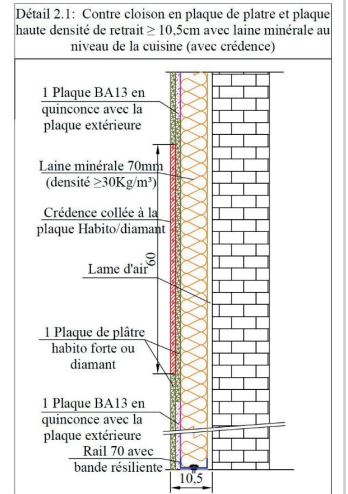 Détail 2.1: Contre cloison en plaque de platre et plaque
haute densité de retrait ≥ 10,5cm avec laine minérale au
niveau de la cuisine (avec crédence)
1 Plaque BA13 en
quinconce avec la
plaque extérieure
Laine minérale 70mm
(densité ≥30Kg/m³)
Crédence collée à la
plaque Habito/diamant
60
Lame d'air
1 Plaque de plâtre
habito forte ou
diamant
1 Plaque BA13 en
quinconce avec la
plaque extérieure
Rail 70 avec
bande résiliente
10,5